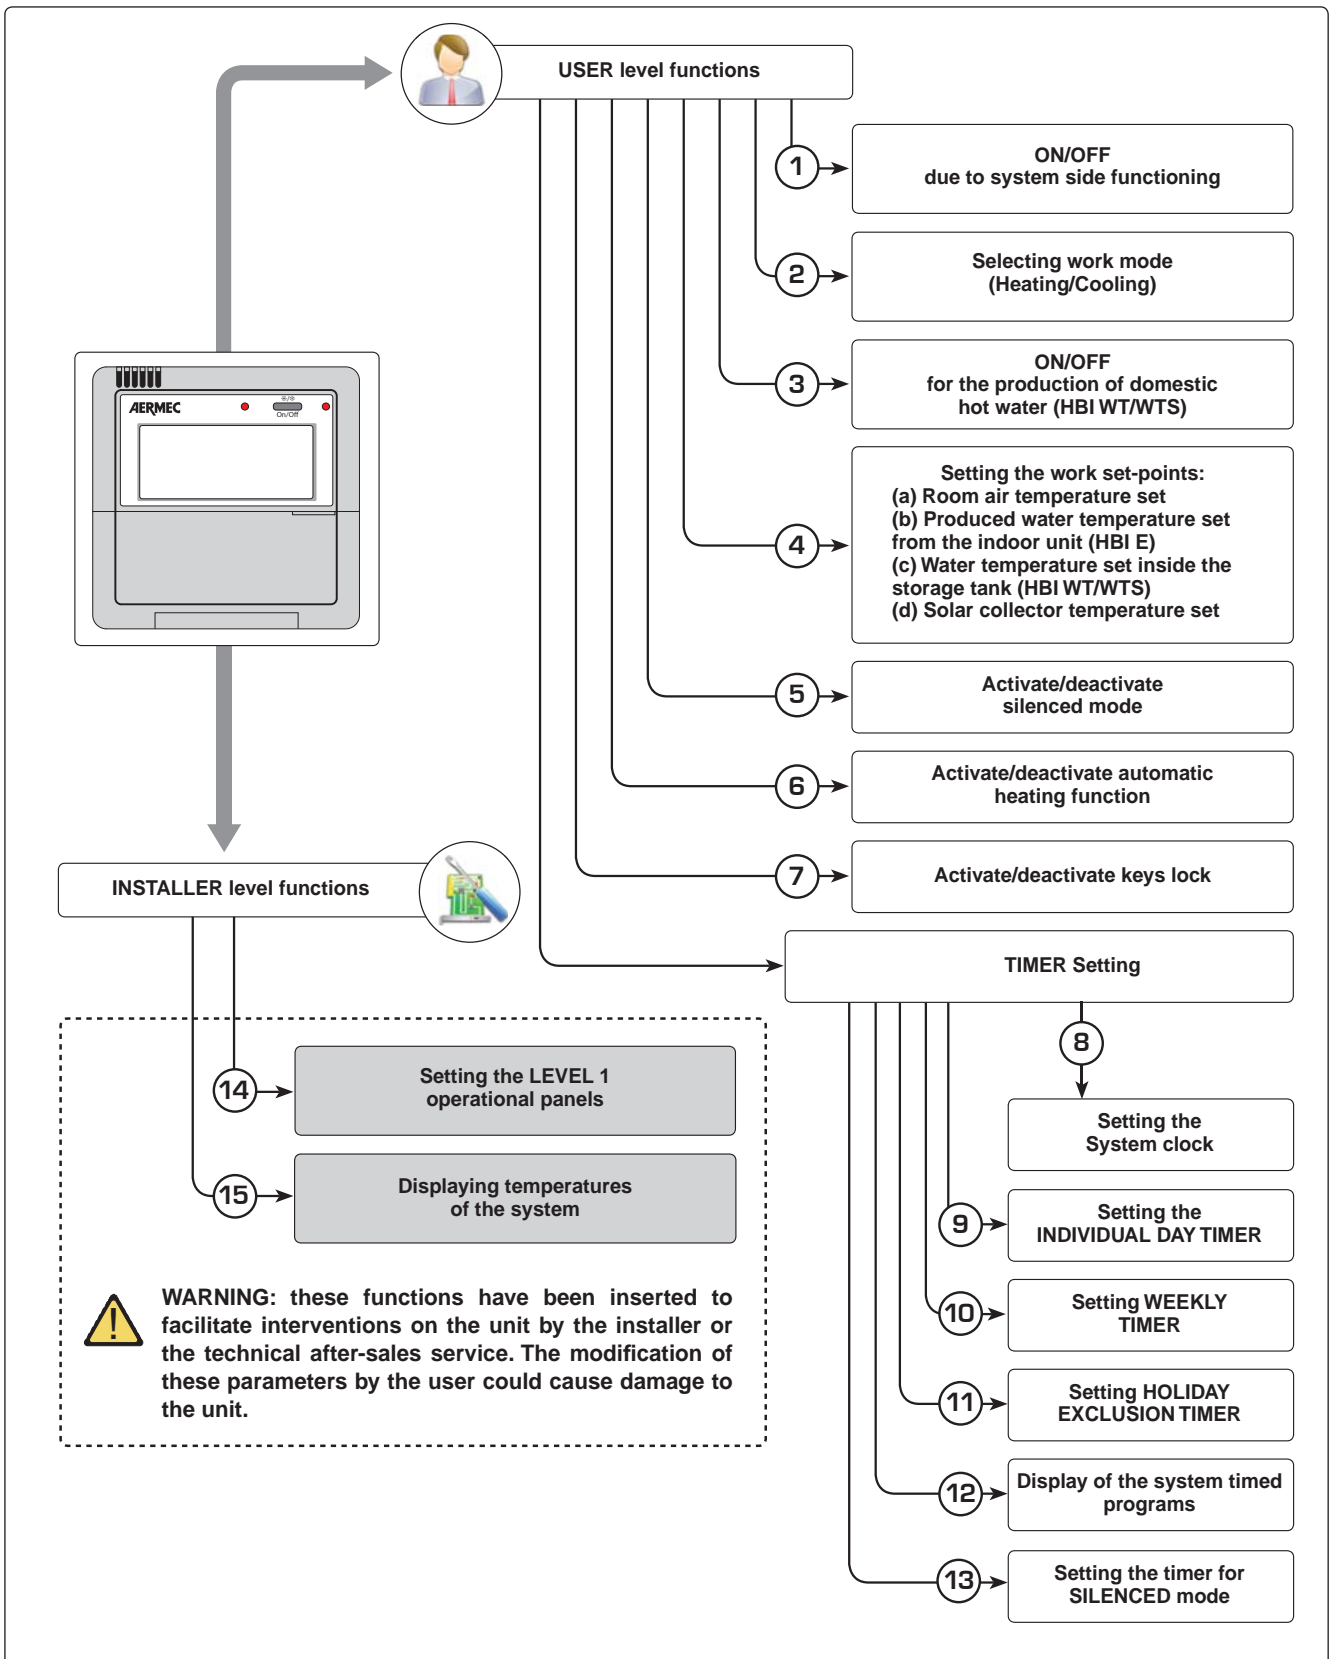 USER level functions
1
ON/OFF
due to system side functioning
2
Selecting work mode
(Heating/Cooling)
3
ON/OFF
for the production of domestic
hot water (HBI WT/WTS)
4
Setting the work set-points:
(a) Room air temperature set
(b) Produced water temperature set
from the indoor unit (HBI E)
(c) Water temperature set inside the
storage tank (HBI WT/WTS)
(d) Solar collector temperature set
5
Activate/deactivate
silenced mode
6
Activate/deactivate automatic
heating function
7
Activate/deactivate keys lock
AERMEC
On/Off
INSTALLER level functions
14
Setting the LEVEL 1
operational panels
15
Displaying temperatures
of the system
WARNING: these functions have been inserted to
facilitate interventions on the unit by the installer or
the technical after-sales service. The modification of
these parameters by the user could cause damage to
the unit.
TIMER Setting
8
Setting the
System clock
9
Setting the
INDIVIDUAL DAY TIMER
10
Setting WEEKLY
TIMER
11
Setting HOLIDAY
EXCLUSION TIMER
12
Display of the system timed
programs
13
Setting the timer for
SILENCED mode